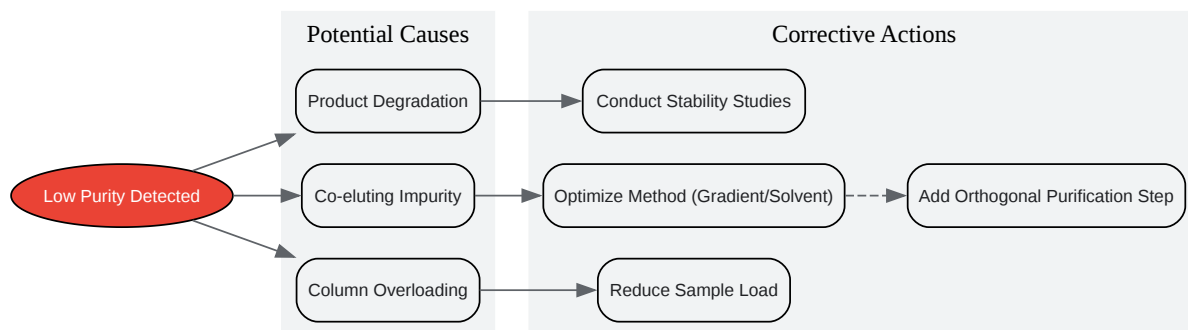 Potential Causes
Corrective Actions
Product Degradation
Conduct Stability Studies
Low Purity Detected
Co-eluting Impurity
Optimize Method (Gradient/Solvent)
Add Orthogonal Purification Step
Column Overloading
Reduce Sample Load